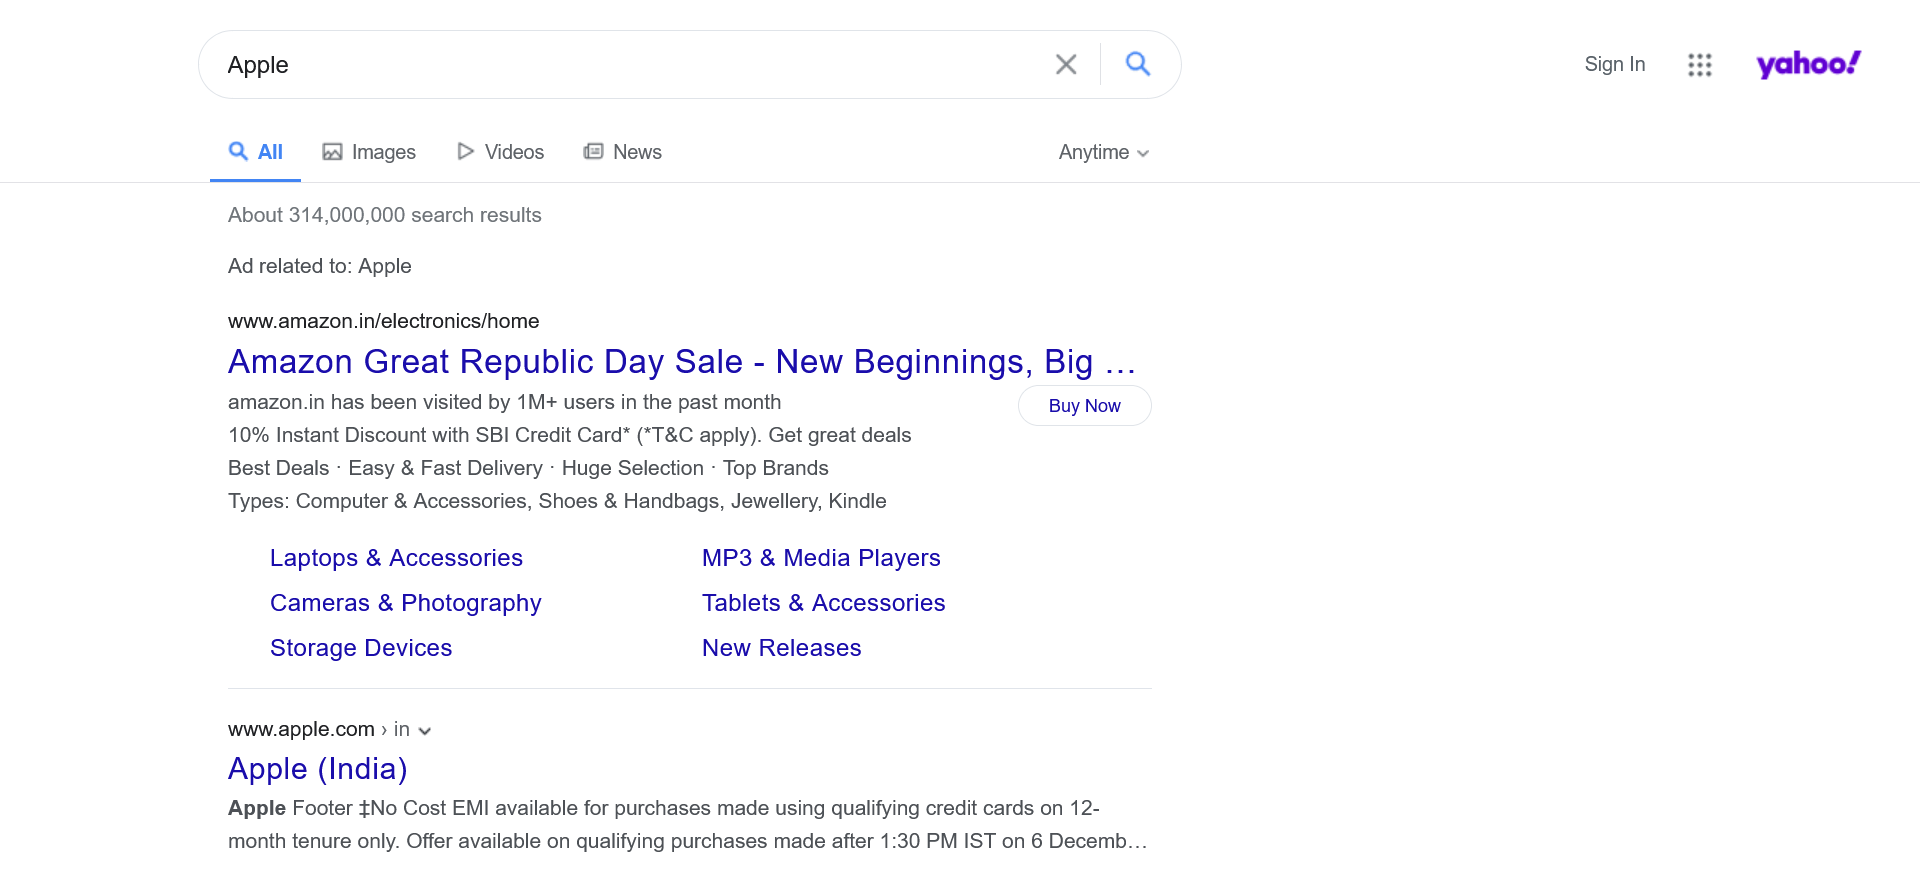 Apple
Sign In
yahoo!
All Images Videos News Anytime
About 314,000,000 search results
Ad related to: Apple
www.amazon.in/electronics/home
Amazon Great Republic Day Sale - New Beginnings, Big ...
amazon.in has been visited by 1M+ users in the past month
Buy Now
10% Instant Discount with SBI Credit Card* (*T&C apply). Get great deals
Best Deals · Easy & Fast Delivery · Huge Selection · Top Brands
Types: Computer & Accessories, Shoes & Handbags, Jewellery, Kindle
Laptops & Accessories MP3 & Media Players
Cameras & Photography Tablets & Accessories
Storage Devices New Releases
www.apple.com › in
Apple (India)
Apple Footer ‡No Cost EMI available for purchases made using qualifying credit cards on 12-
month tenure only. Offer available on qualifying purchases made after 1:30 PM IST on 6 Decemb...